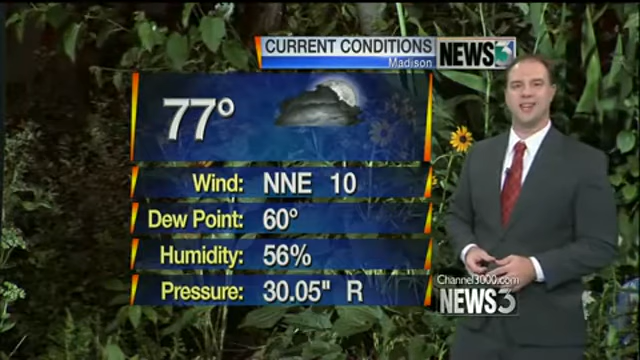 CURRENT CONDITIONS NEWS3
Madison
77°
Wind: NNE 10
Dew Point: 60°
Humidity: 56%
Pressure: 30.05" R
Channel3000.com
NEWS3